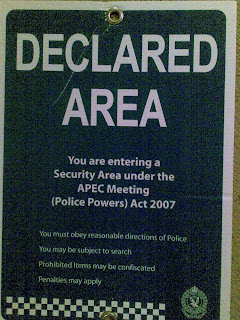 DECLARED
AREA
You are entering a
Security Area under the
APEC Meeting
(Police Powers) Act 2007
You must obey reasonable directions of Police
You may be subject to search
Prohibited Items may be confiscated
Penalties may apply